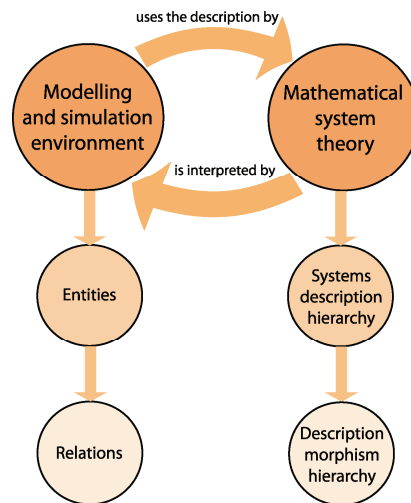 uses the description by
Modelling
and simulation
environment
Mathematical
system
theory
is interpreted by
Entities
Systems
description
hierarchy
Relations
Description
morphism
hierarchy